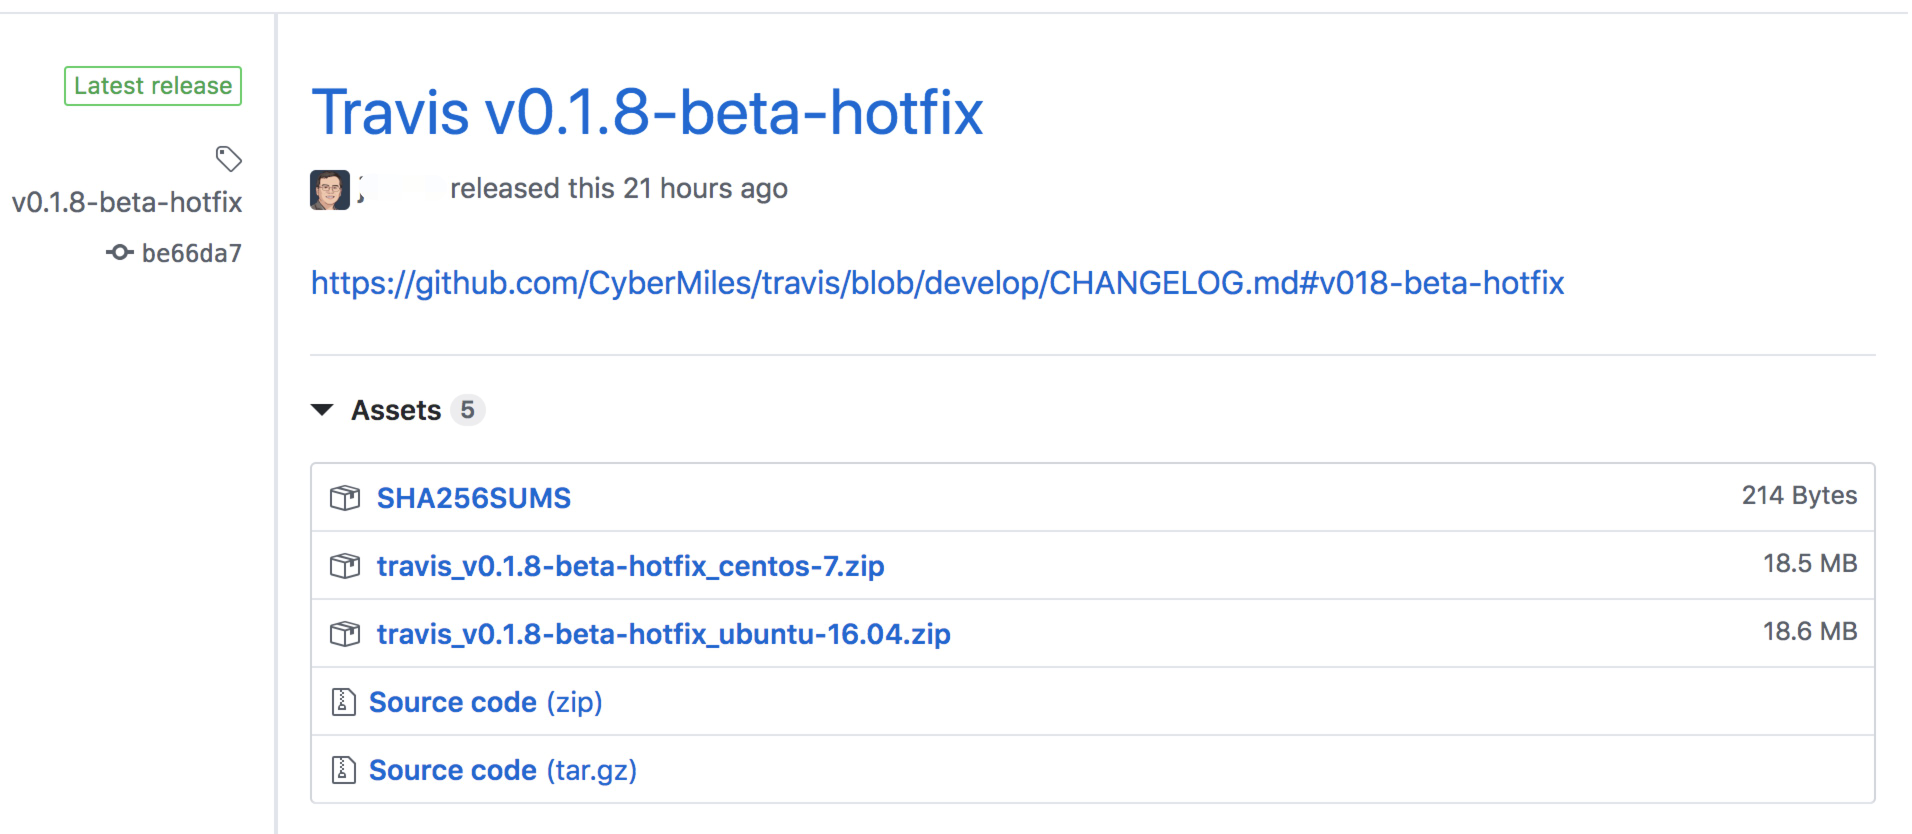 Latest release
v0.1.8-beta-hotfix
be66da7
Travis v0.1.8-beta-hotfix
released this 21 hours ago
https://github.com/CyberMiles/travis/blob/develop/CHANGELOG.md#v018-beta-hotfix
Assets 5
SHA256SUMS 214 Bytes
travis_v0.1.8-beta-hotfix_centos-7.zip 18.5 MB
travis_v0.1.8-beta-hotfix_ubuntu-16.04.zip 18.6 MB
Source code (zip)
Source code (tar.gz)